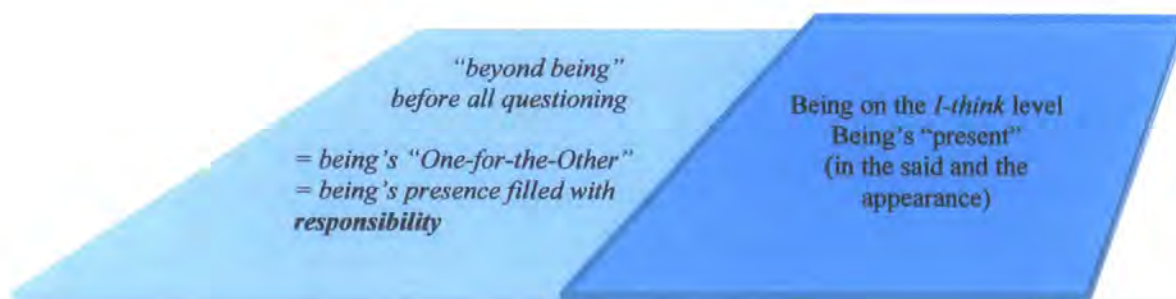 “beyond being”
before all questioning
= being’s “One-for-the-Other”
= being’s presence filled with
responsibility
Being on the I-think level
Being’s “present”
(in the said and the
appearance)